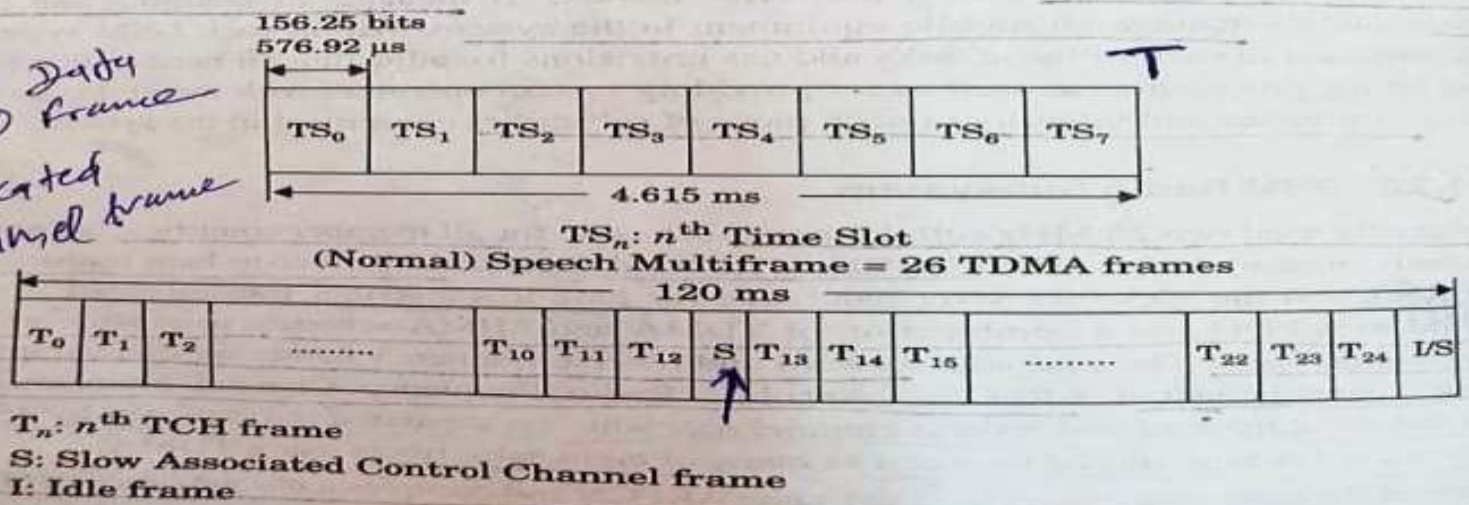 156.25 bits
576.92 μs
Data
frame
TS₀ TS₁ TS₂ TS₃ TS₄ TS₅ TS₆ TS₇
T
4.615 ms
TSₙ: nᵗʰ Time Slot
(Normal) Speech Multiframe = 26 TDMA frames
120 ms
T₀ T₁ T₂ ......... T₁₀ T₁₁ T₁₂ S T₁₃ T₁₄ T₁₅ ......... T₂₂ T₂₃ T₂₄ I/S
Tₙ: nᵗʰ TCH frame
S: Slow Associated Control Channel frame
I: Idle frame